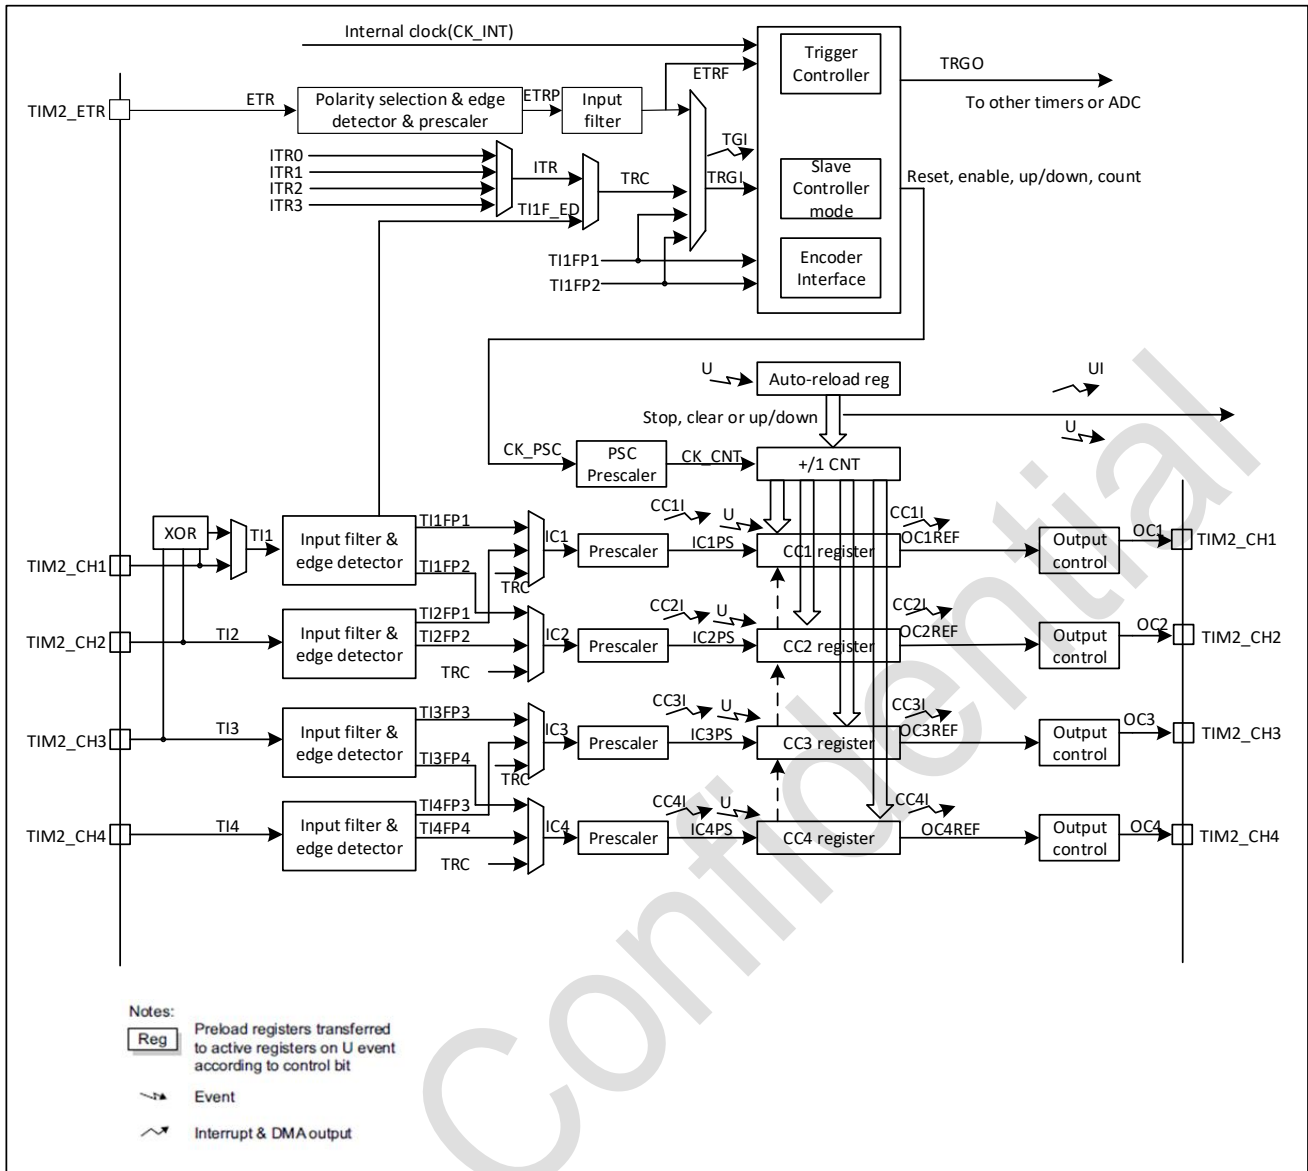 Internal clock(CK_INT)
Trigger
Controller
TRGO
To other timers or ADC
ETRF
TIM2_ETR
ETR
Polarity selection & edge
detector & prescaler
ETRP
Input
filter
TGI
ITR0
ITR1
ITR2
ITR3
ITR
TRC
TRGI
TI1F_ED
Slave
Controller
mode
Reset, enable, up/down, count
TI1FP1
TI1FP2
Encoder
Interface
U
Auto-reload reg
UI
Stop, clear or up/down
U
CK_PSC
PSC
Prescaler
CK_CNT
+/1 CNT
XOR
TI1
TIM2_CH1
Input filter &
edge detector
TI1FP1
TI1FP2
TRC
IC1
Prescaler
CC1I
U
IC1PS
CC1 register
CC1I
OC1REF
Output
control
OC1
TIM2_CH1
TIM2_CH2
TI2
Input filter &
edge detector
TI2FP1
TI2FP2
TRC
IC2
Prescaler
CC2I
U
IC2PS
CC2 register
CC2I
OC2REF
Output
control
OC2
TIM2_CH2
TIM2_CH3
TI3
Input filter &
edge detector
TI3FP3
TI3FP4
TRC
IC3
Prescaler
CC3I
U
IC3PS
CC3 register
CC3I
OC3REF
Output
control
OC3
TIM2_CH3
TIM2_CH4
TI4
Input filter &
edge detector
TI4FP3
TI4FP4
TRC
IC4
Prescaler
CC4I
U
IC4PS
CC4 register
CC4I
OC4REF
Output
control
OC4
TIM2_CH4
Confidential
Notes:
Reg
Preload registers transferred
to active registers on U event
according to control bit
Event
Interrupt & DMA output